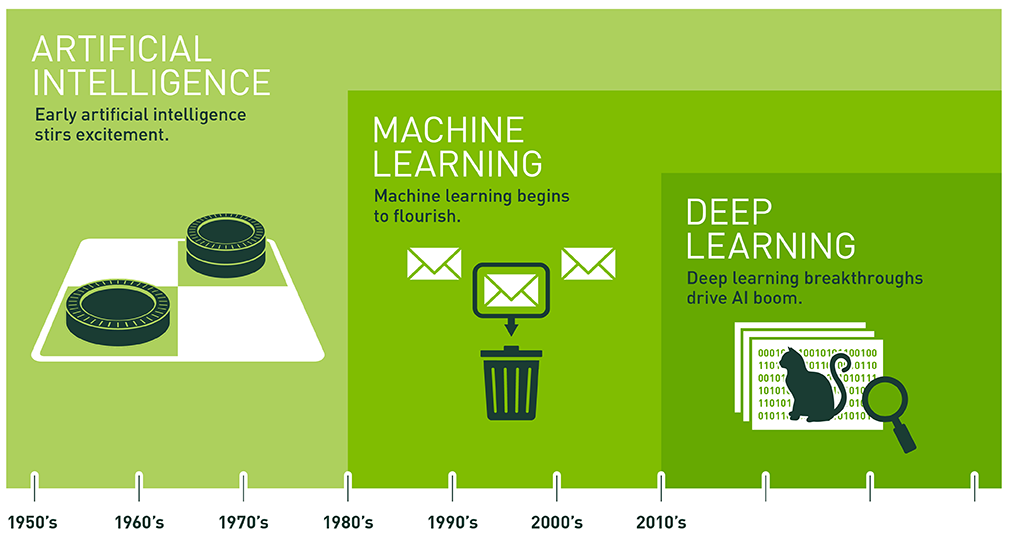 ARTIFICIAL
INTELLIGENCE
Early artificial intelligence
stirs excitement.
MACHINE
LEARNING
Machine learning begins
to flourish.
DEEP
LEARNING
Deep learning breakthroughs
drive AI boom.
1950's
1960's
1970's
1980's
1990's
2000's
2010's